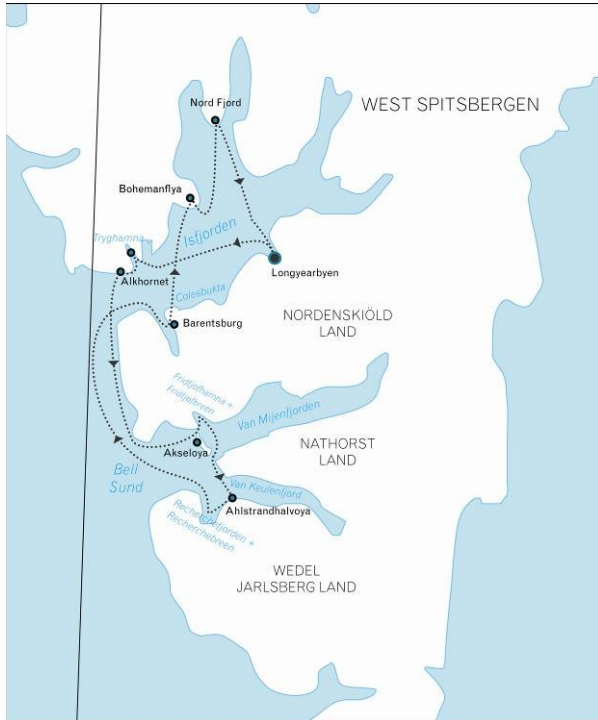 Nord Fjord
WEST SPITSBERGEN
Bohemanflya
Isfjorden
Tryghamna
Alkhornet
Longyearbyen
Colesbukta
Barentsburg
NORDENSKIÖLD
LAND
Fridtjofhamna +
Fridtjofbreen
Van Mijenfjorden
Akseloya
NATHORST
LAND
Bell
Sund
Van Keulenfjord
Ahlstrandhalvoya
Recherchefjorden +
Recherchebreen
WEDEL
JARLSBERG LAND